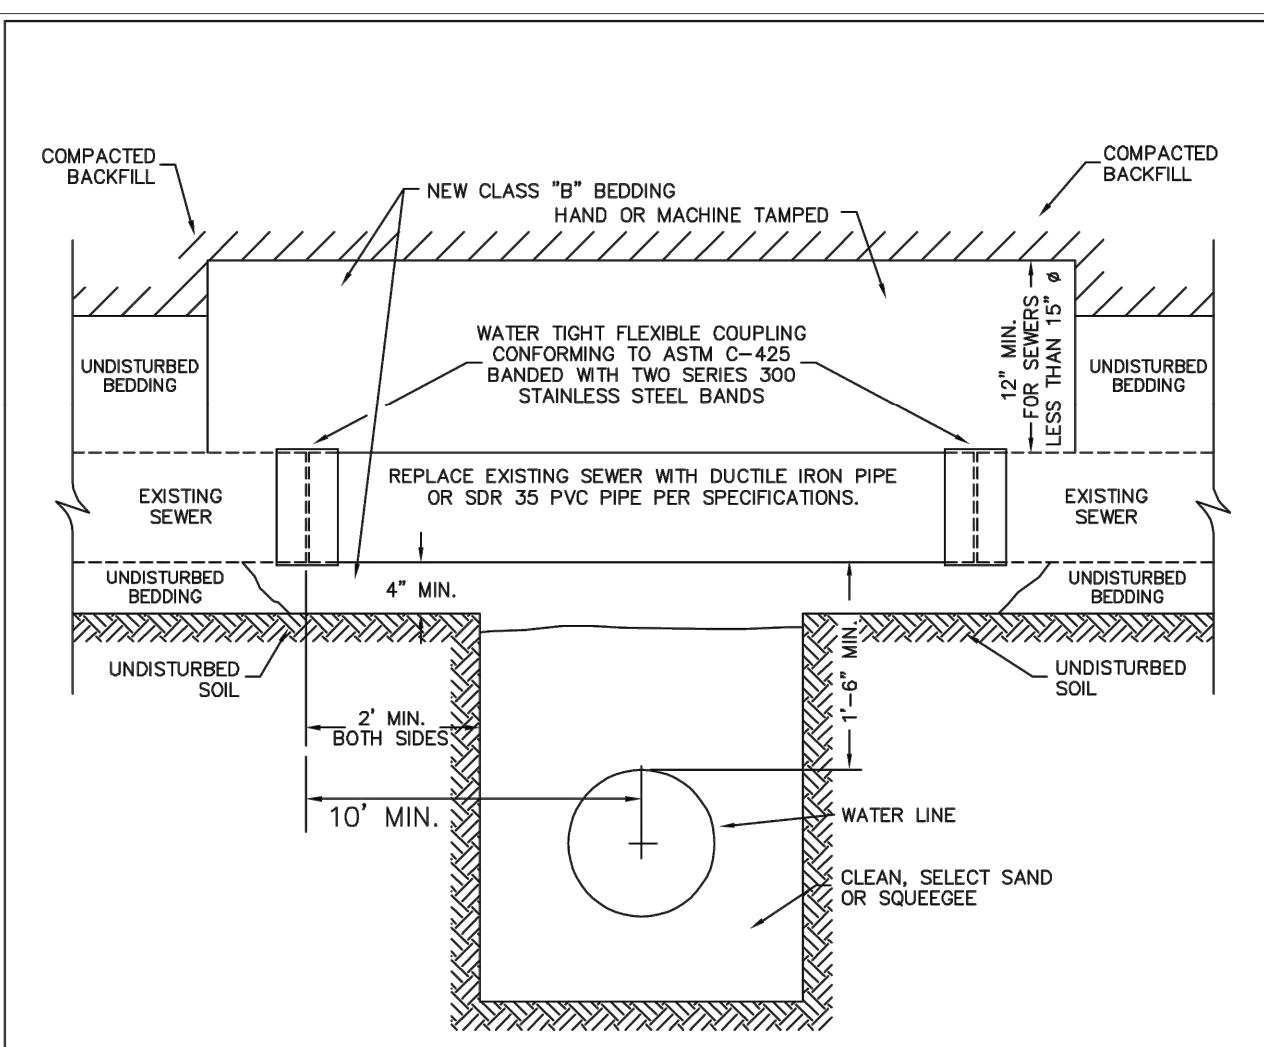 COMPACTED
BACKFILL
COMPACTED
BACKFILL
NEW CLASS "B" BEDDING
HAND OR MACHINE TAMPED
WATER TIGHT FLEXIBLE COUPLING
CONFORMING TO ASTM C-425
BANDED WITH TWO SERIES 300
STAINLESS STEEL BANDS
12" MIN.
FOR SEWERS
LESS THAN 15" ø
UNDISTURBED
BEDDING
UNDISTURBED
BEDDING
REPLACE EXISTING SEWER WITH DUCTILE IRON PIPE
OR SDR 35 PVC PIPE PER SPECIFICATIONS.
EXISTING
SEWER
EXISTING
SEWER
UNDISTURBED
BEDDING
4" MIN.
UNDISTURBED
BEDDING
UNDISTURBED
SOIL
1'-6" MIN.
UNDISTURBED
SOIL
2' MIN.
BOTH SIDES
10' MIN.
WATER LINE
CLEAN, SELECT SAND
OR SQUEEGEE